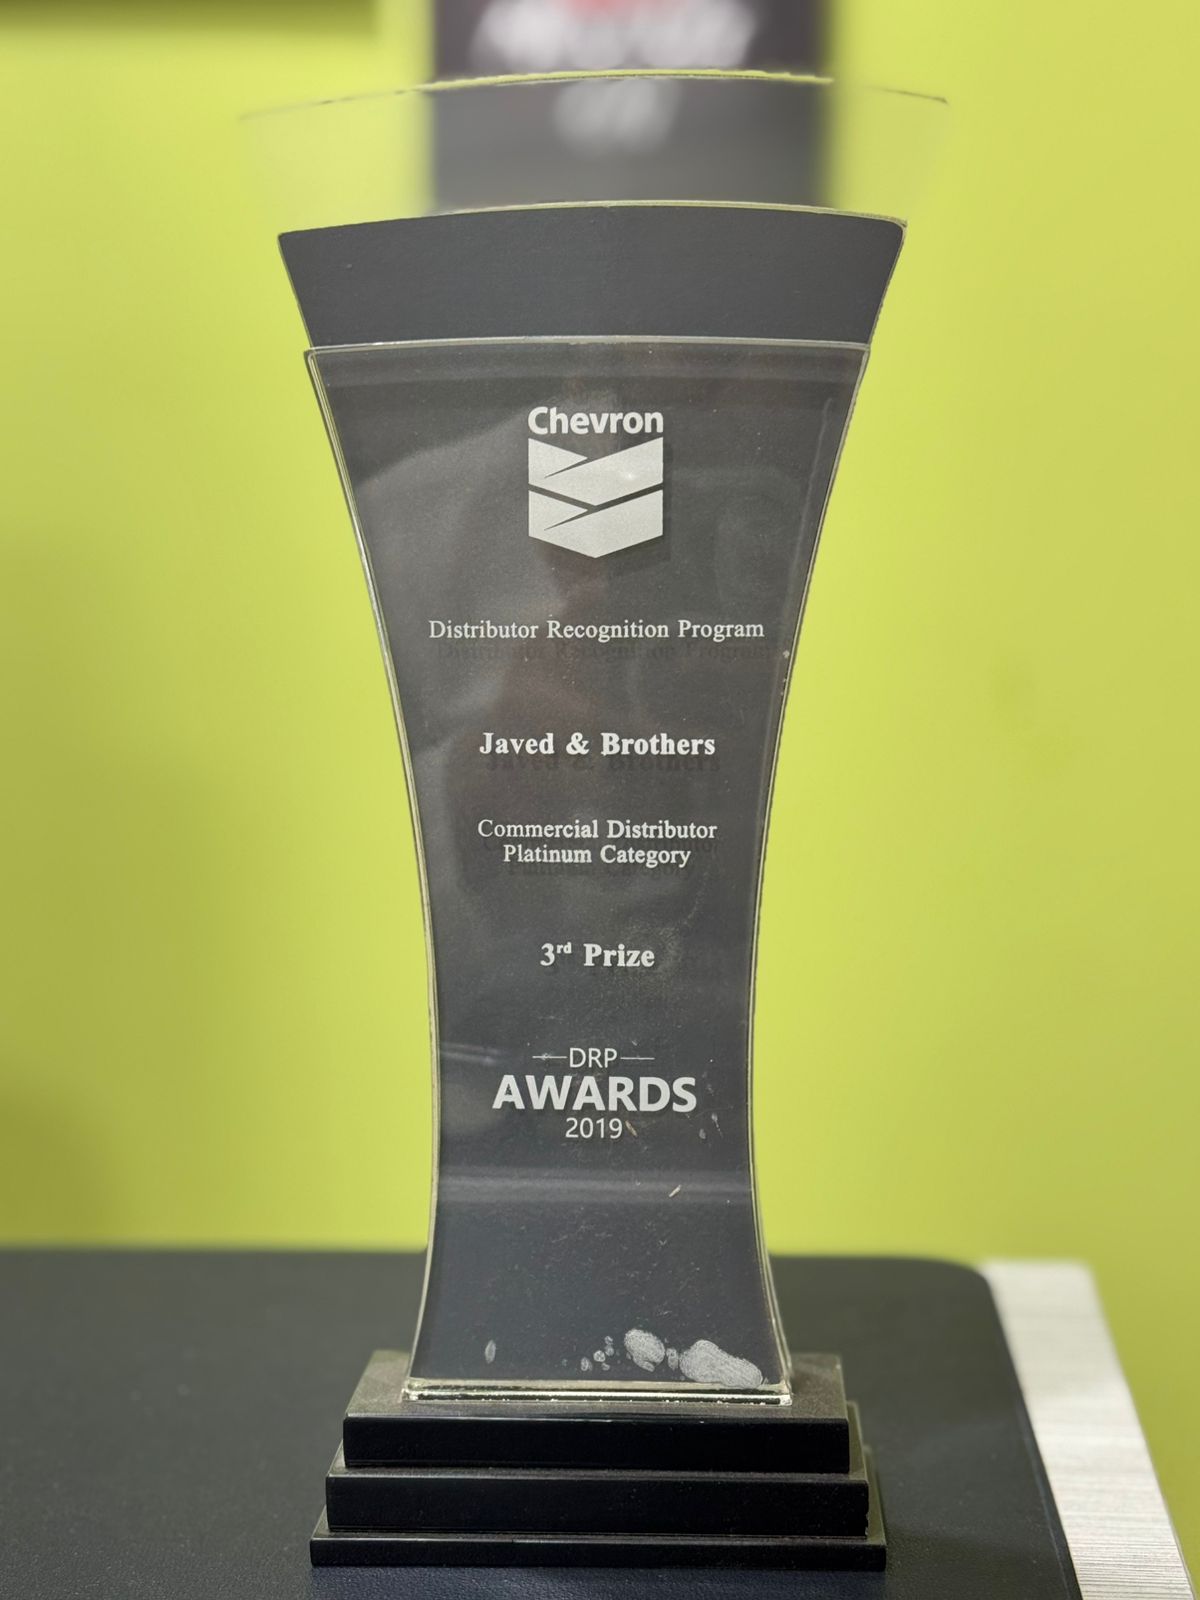 Chevron
Distributor Recognition Program
Javed & Brothers
Commercial Distributor
Platinum Category
3rd Prize
DRP
AWARDS
2019